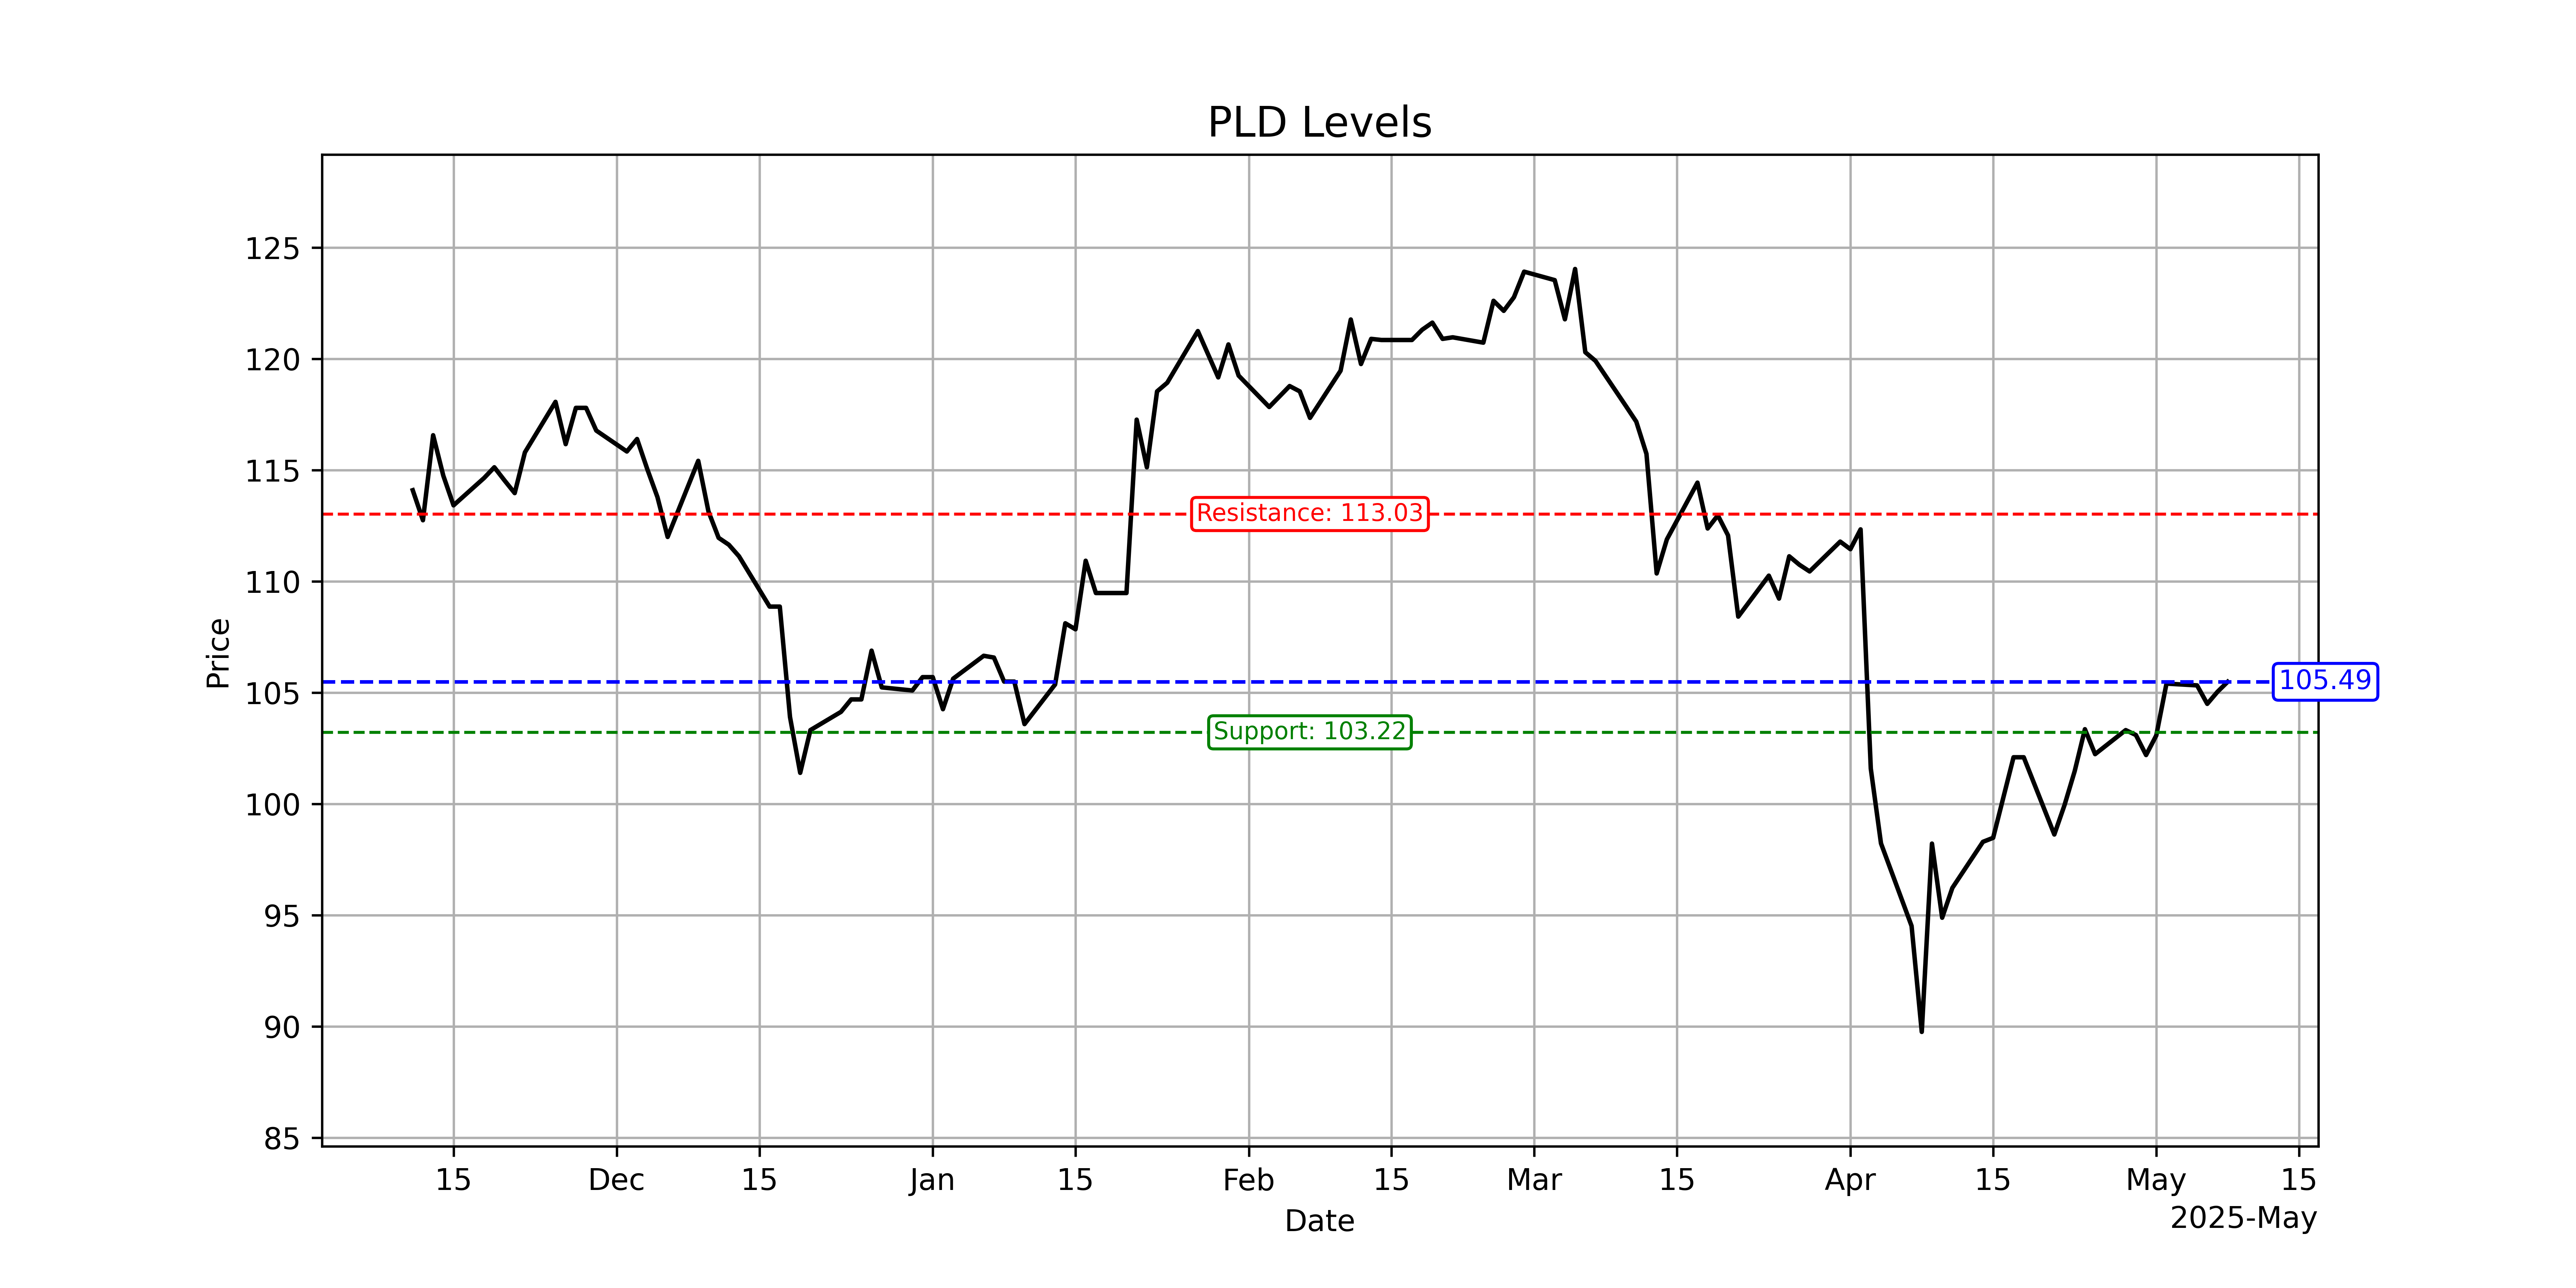 PLD Levels
125
120
115
110
105
100
95
90
85
Price
Resistance: 113.03
105.49
Support: 103.22
15 Dec 15 Jan 15 Feb 15 Mar 15 Apr 15 May 15
Date
2025-May